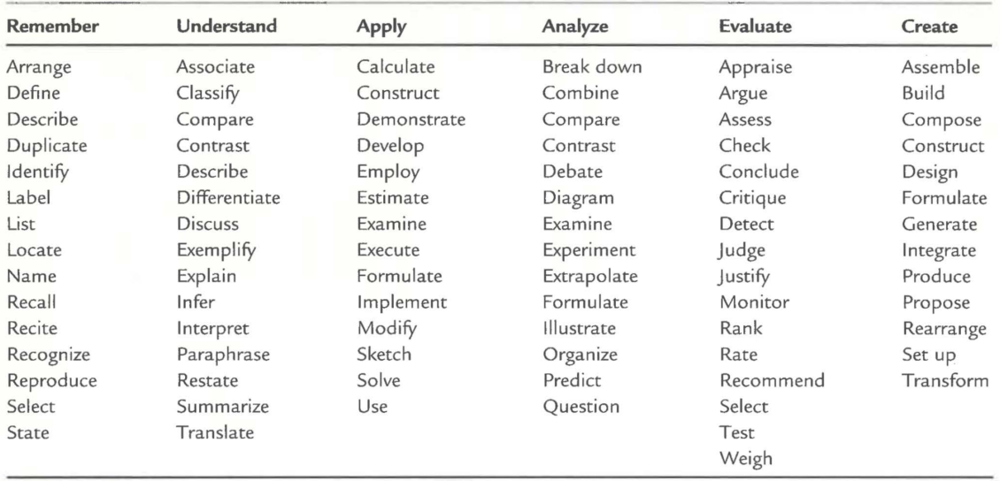 Remember Understand Apply Analyze Evaluate Create
Arrange Associate Calculate Break down Appraise Assemble
Define Classify Construct Combine Argue Build
Describe Compare Demonstrate Compare Assess Compose
Duplicate Contrast Develop Contrast Check Construct
Identify Describe Employ Debate Conclude Design
Label Differentiate Estimate Diagram Critique Formulate
List Discuss Examine Examine Detect Generate
Locate Exemplify Execute Experiment Judge Integrate
Name Explain Formulate Extrapolate Justify Produce
Recall Infer Implement Formulate Monitor Propose
Recite Interpret Modify Illustrate Rank Rearrange
Recognize Paraphrase Sketch Organize Rate Set up
Reproduce Restate Solve Predict Recommend Transform
Select Summarize Use Question Select
State Translate Test
Weigh